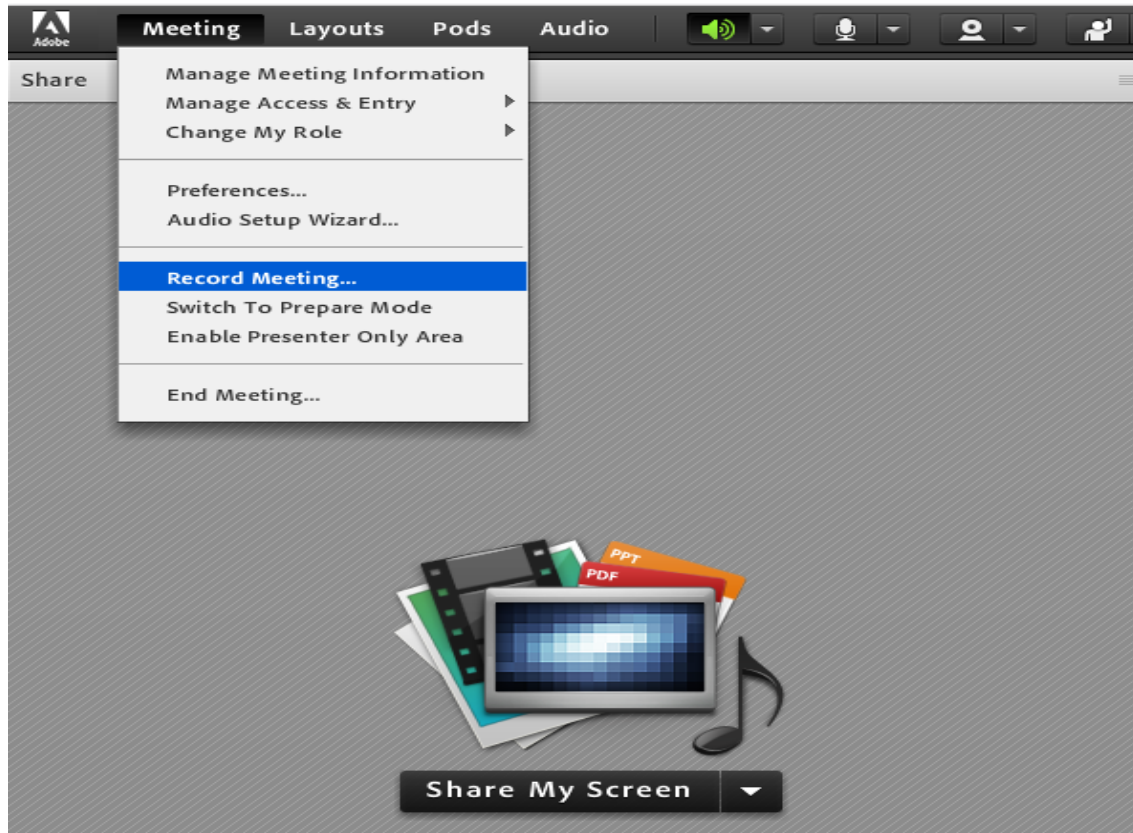 Adobe
Meeting Layouts Pods Audio
Share
Manage Meeting Information
Manage Access & Entry
Change My Role
Preferences...
Audio Setup Wizard...
Record Meeting...
Switch To Prepare Mode
Enable Presenter Only Area
End Meeting...
PPT
PDF
Share My Screen